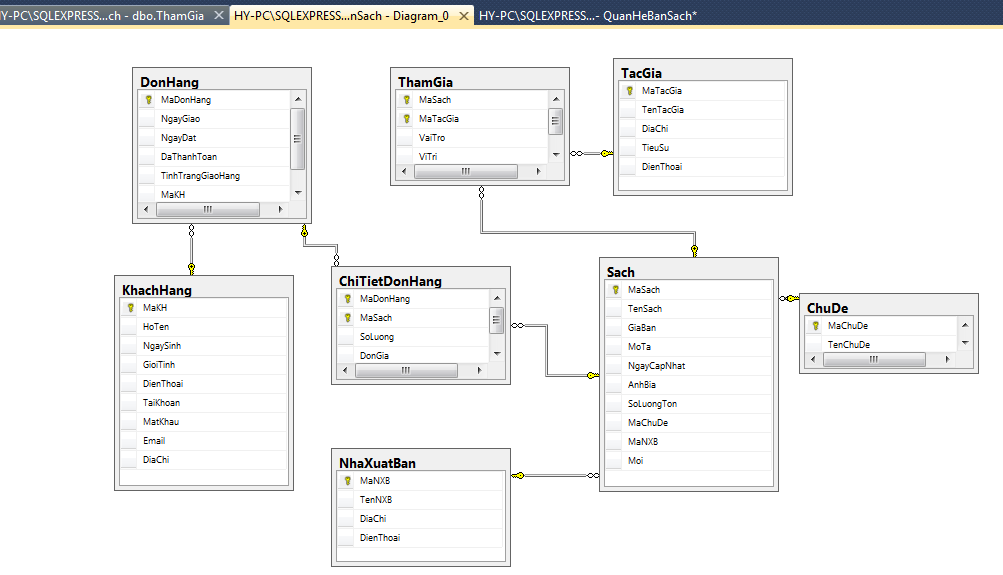 HY-PC\SQLEXPRESS...ch - dbo.ThamGia
HY-PC\SQLEXPRESS...nSach - Diagram_0
HY-PC\SQLEXPRESS...- QuanHeBanSach*
DonHang
MaDonHang
NgayGiao
NgayDat
DaThanhToan
TinhTrangGiaoHang
MaKH
ThamGia
MaSach
MaTacGia
VaiTro
ViTri
TacGia
MaTacGia
TenTacGia
DiaChi
TieuSu
DienThoai
KhachHang
MaKH
HoTen
NgaySinh
GioiTinh
DienThoai
TaiKhoan
MatKhau
Email
DiaChi
ChiTietDonHang
MaDonHang
MaSach
SoLuong
DonGia
Sach
MaSach
TenSach
GiaBan
MoTa
NgayCapNhat
AnhBia
SoLuongTon
MaChuDe
MaNXB
Moi
ChuDe
MaChuDe
TenChuDe
NhaXuatBan
MaNXB
TenNXB
DiaChi
DienThoai